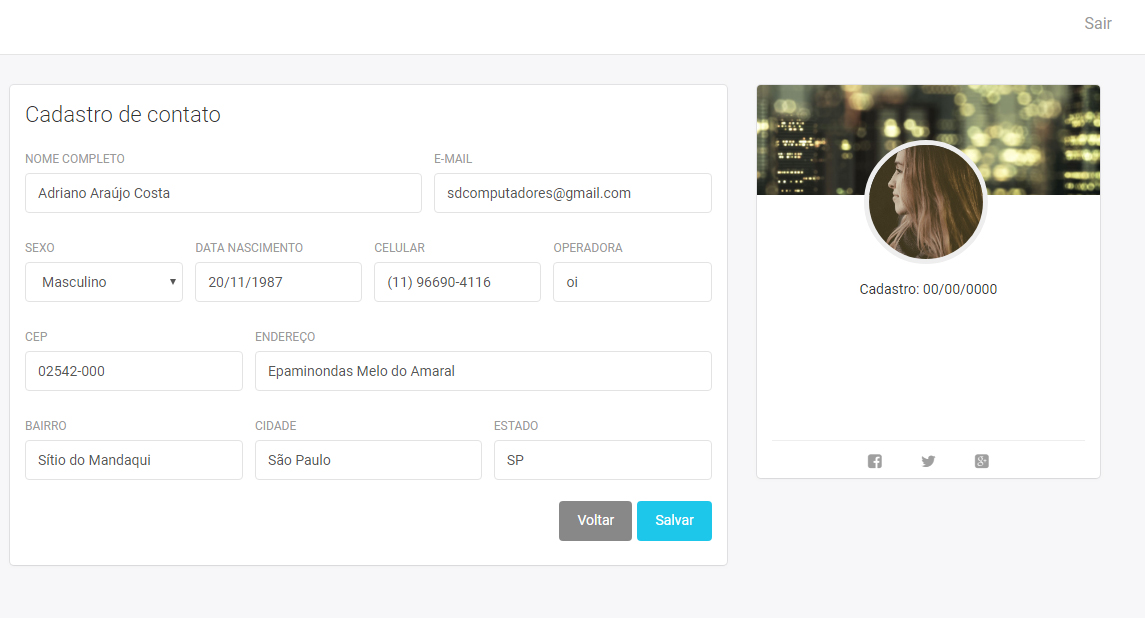 Sair
Cadastro de contato
NOME COMPLETO E-MAIL
Adriano Araújo Costa sdcomputadores@gmail.com
SEXO DATA NASCIMENTO CELULAR OPERADORA
Masculino 20/11/1987 (11) 96690-4116 oi
CEP ENDEREÇO
02542-000 Epaminondas Melo do Amaral
BAIRRO CIDADE ESTADO
Sítio do Mandaqui São Paulo SP
Voltar Salvar
Cadastro: 00/00/0000